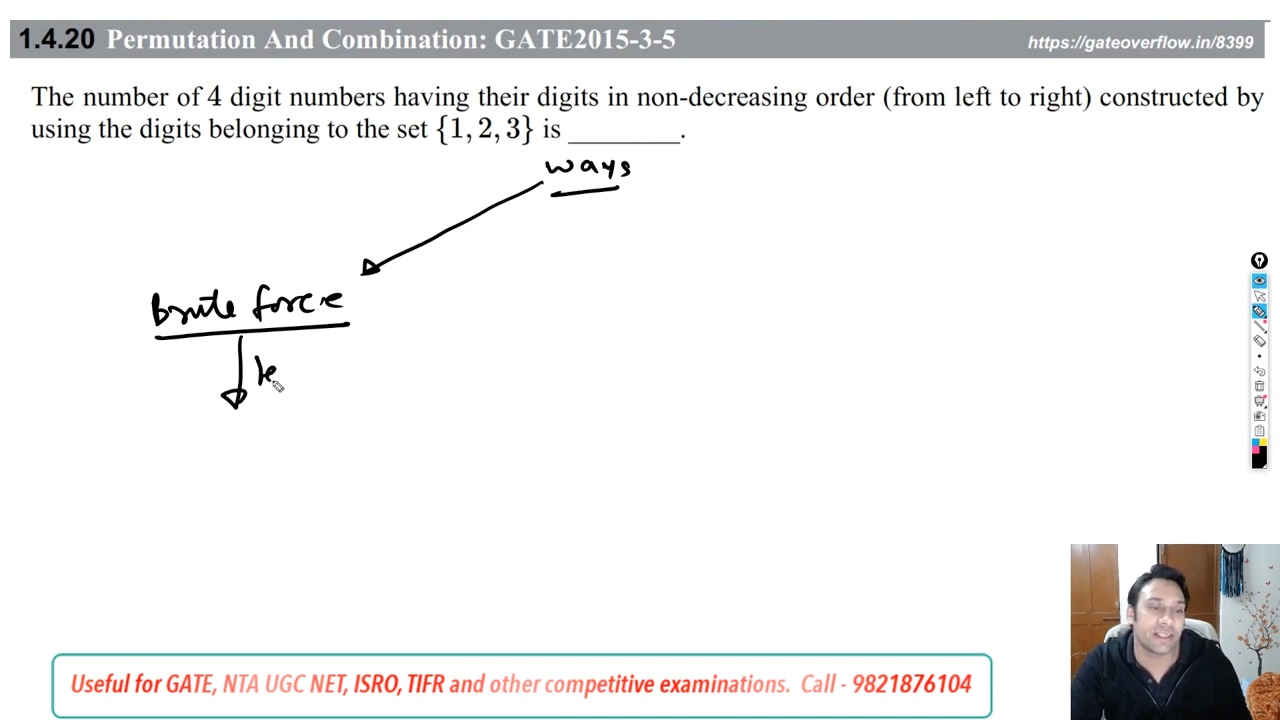 1.4.20 Permutation And Combination: GATE2015-3-5 https://gateoverflow.in/8399
The number of 4 digit numbers having their digits in non-decreasing order (from left to right) constructed by
using the digits belonging to the set {1, 2, 3} is ________.
ways
Brute force
Useful for GATE, NTA UGC NET, ISRO, TIFR and other competitive examinations. Call - 9821876104